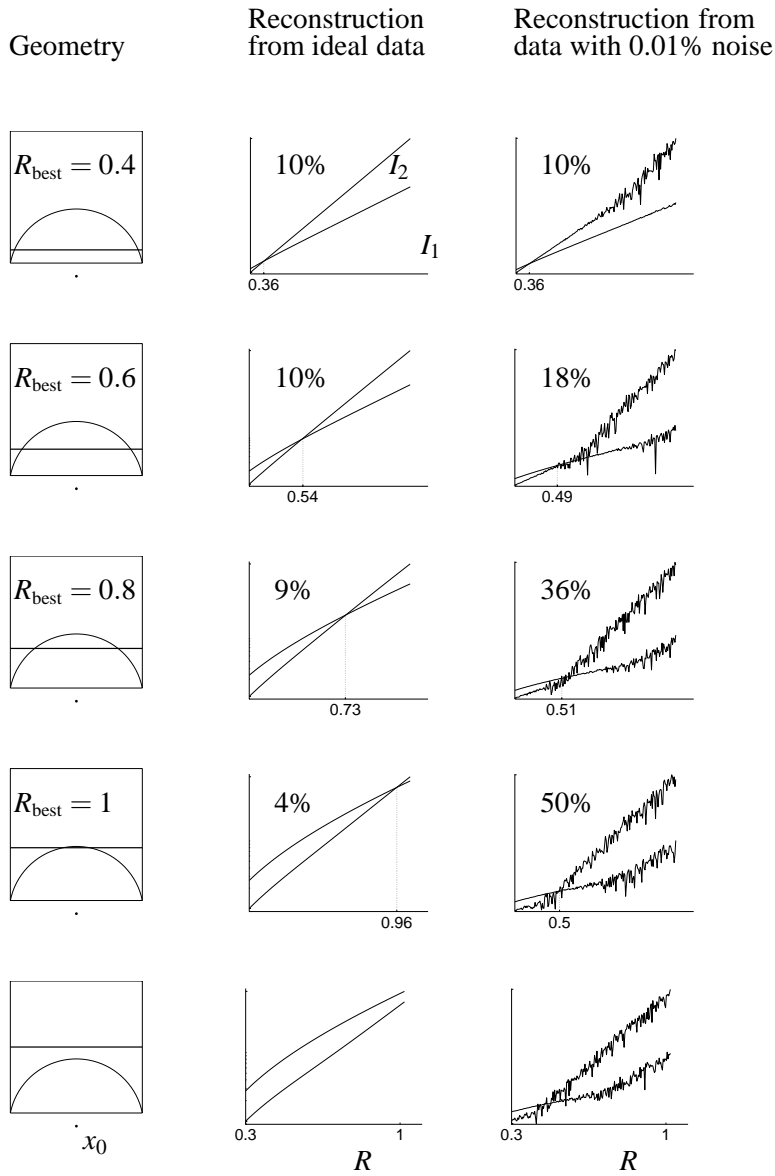 Geometry
Reconstruction
from ideal data
Reconstruction from
data with 0.01% noise
R_best = 0.4
10%
I_2
I_1
0.36
10%
0.36
R_best = 0.6
10%
0.54
18%
0.49
R_best = 0.8
9%
0.73
36%
0.51
R_best = 1
4%
0.96
50%
0.5
x_0
0.3
1
R
0.3
1
R